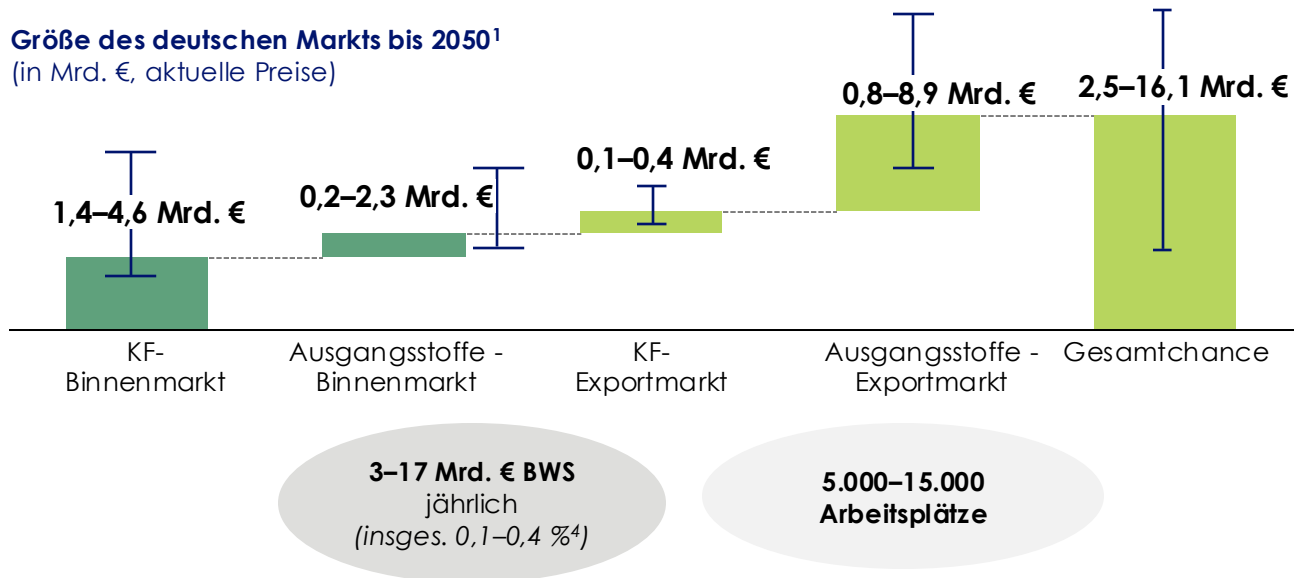 Größe des deutschen Markts bis 2050¹
(in Mrd. €, aktuelle Preise)
1,4–4,6 Mrd. €
0,2–2,3 Mrd. €
0,1–0,4 Mrd. €
0,8–8,9 Mrd. €
2,5–16,1 Mrd. €
KF-
Binnenmarkt
Ausgangsstoffe -
Binnenmarkt
KF-
Exportmarkt
Ausgangsstoffe -
Exportmarkt
Gesamtchance
3–17 Mrd. € BWS
jährlich
(insges. 0,1–0,4 %⁴)
5.000–15.000
Arbeitsplätze